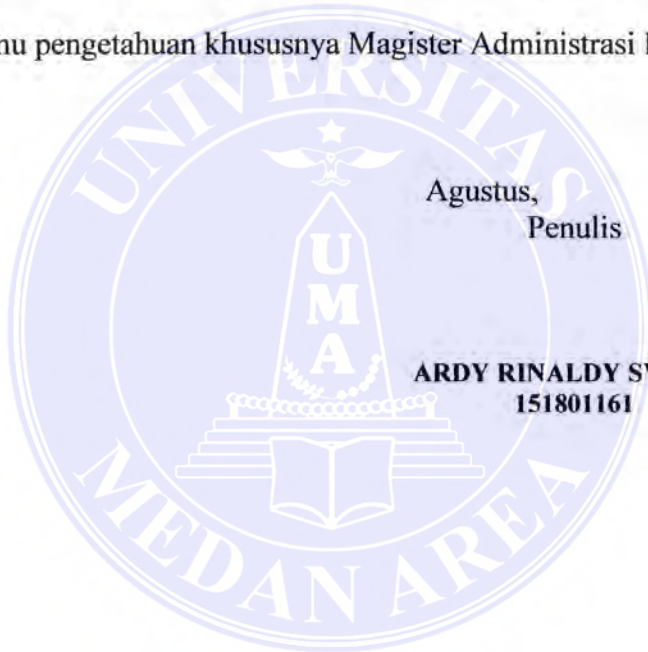 pengetahuan khususnya Magister Administrasi
Agustus,
Penulis
ARDY RINALDY
151801161
UNIVERSITAS
UMA
MEDAN AREA